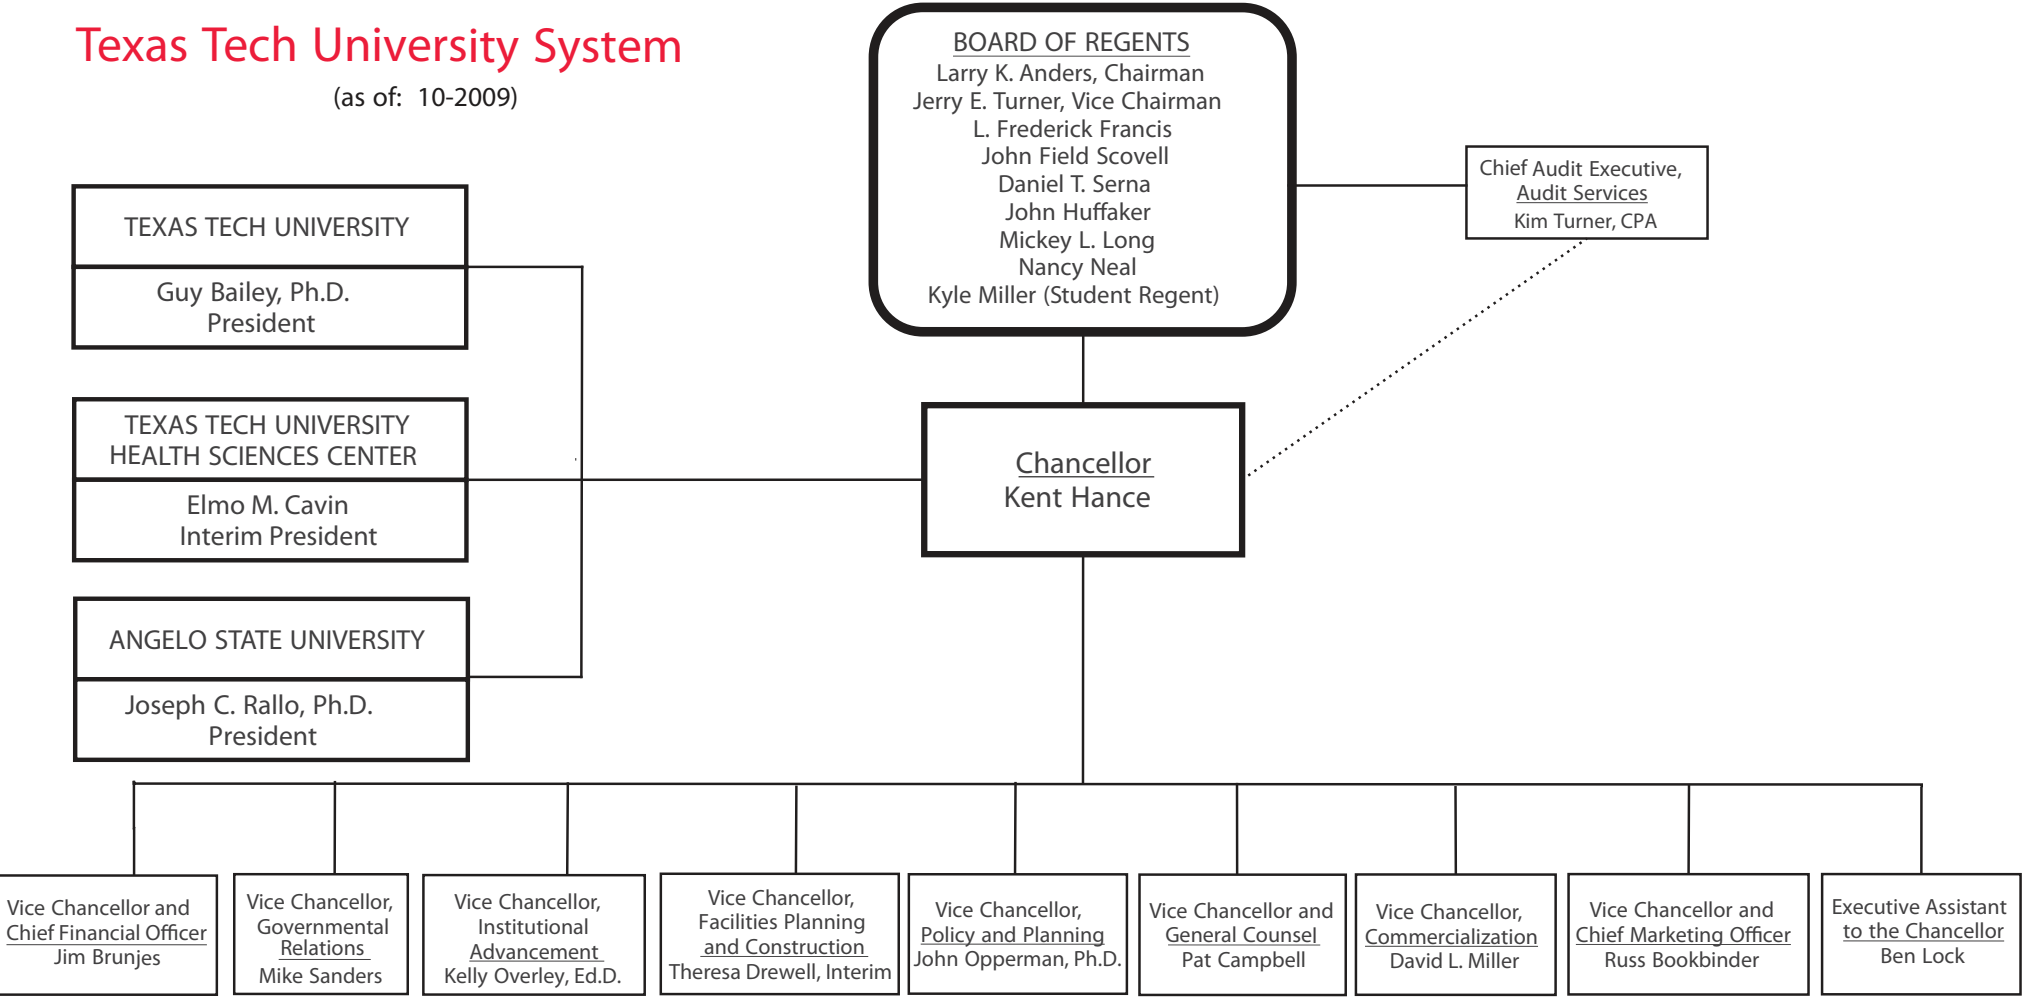 Texas Tech University System
(as of: 10-2009)
BOARD OF REGENTS
Larry K. Anders, Chairman
Jerry E. Turner, Vice Chairman
L. Frederick Francis
John Field Scovell
Daniel T. Serna
John Huffaker
Mickey L. Long
Nancy Neal
Kyle Miller (Student Regent)
Chief Audit Executive,
Audit Services
Kim Turner, CPA
TEXAS TECH UNIVERSITY
Guy Bailey, Ph.D.
President
TEXAS TECH UNIVERSITY
HEALTH SCIENCES CENTER
Elmo M. Cavin
Interim President
Chancellor
Kent Hance
ANGELO STATE UNIVERSITY
Joseph C. Rallo, Ph.D.
President
Vice Chancellor and
Chief Financial Officer
Jim Brunjes
Vice Chancellor,
Governmental
Relations
Mike Sanders
Vice Chancellor,
Institutional
Advancement
Kelly Overley, Ed.D.
Vice Chancellor,
Facilities Planning
and Construction
Theresa Drewell, Interim
Vice Chancellor,
Policy and Planning
John Opperman, Ph.D.
Vice Chancellor and
General Counsel
Pat Campbell
Vice Chancellor,
Commercialization
David L. Miller
Vice Chancellor and
Chief Marketing Officer
Russ Bookbinder
Executive Assistant
to the Chancellor
Ben Lock